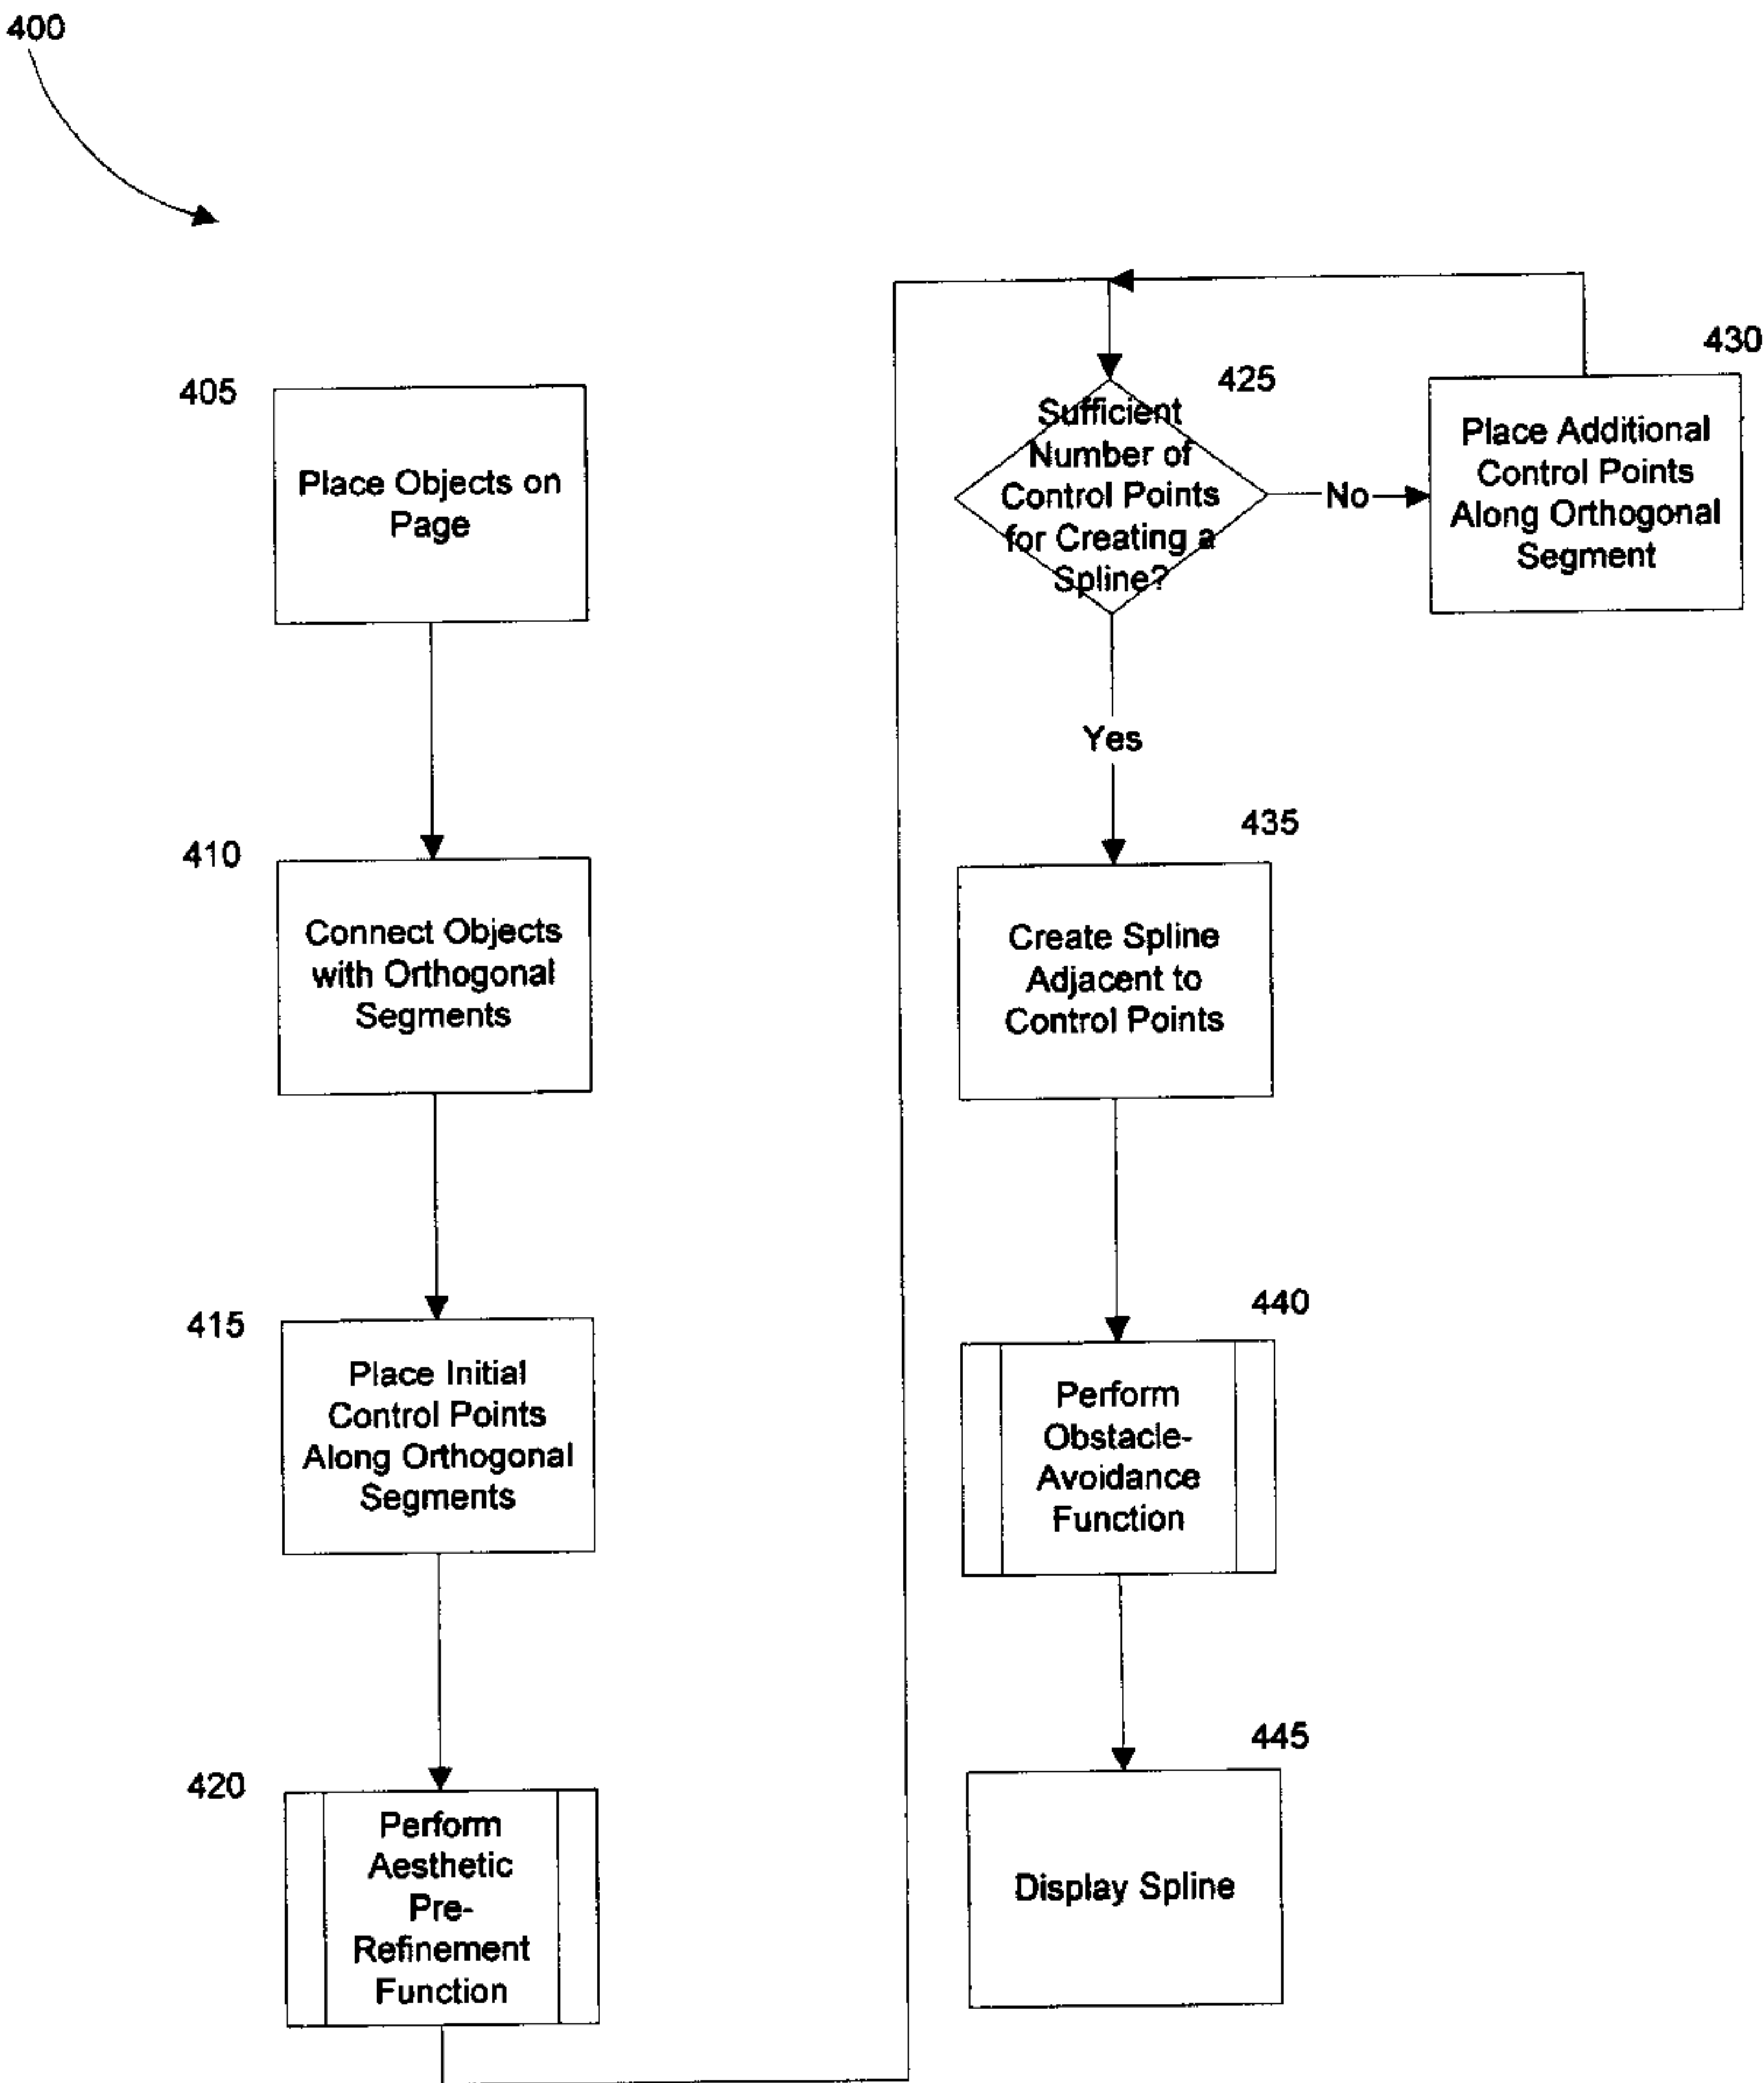 400
405
Place Objects on
Page
410
Connect Objects
with Orthogonal
Segments
415
Place Initial
Control Points
Along Orthogonal
Segments
420
Perform
Aesthetic
Pre-
Refinement
Function
425
Sufficient
Number of
Control Points
for Creating a
Spline?
No
430
Place Additional
Control Points
Along Orthogonal
Segment
Yes
435
Create Spline
Adjacent to
Control Points
440
Perform
Obstacle-
Avoidance
Function
445
Display Spline